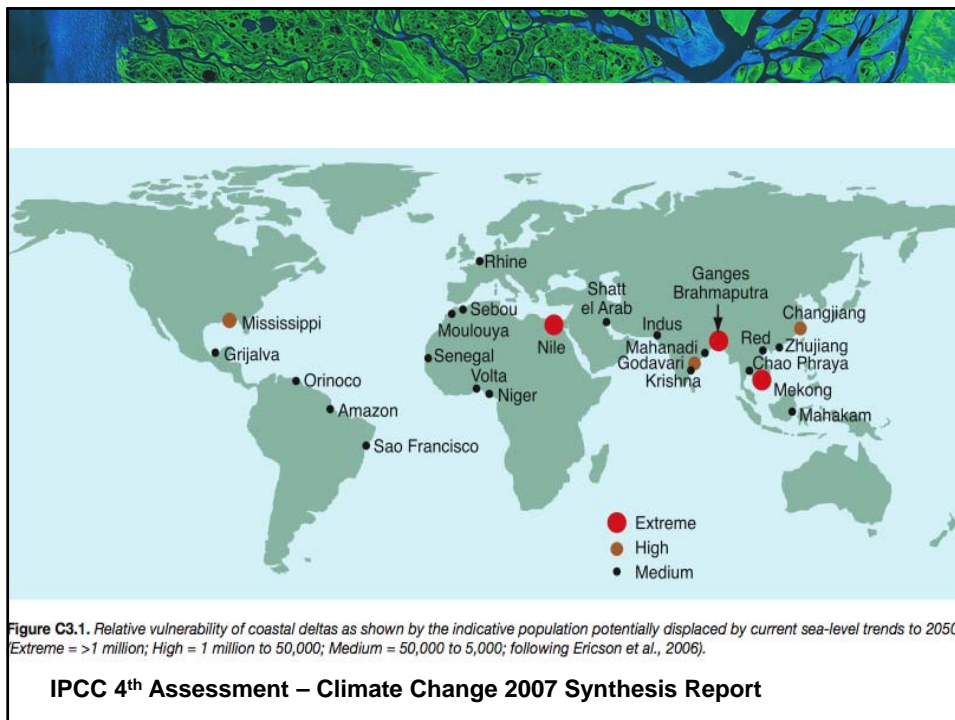 Rhine
Ganges
Brahmaputra
Shatt
el Arab
Changjiang
Mississippi
Sebou
Moulouya
Indus
Red
Nile
Mahanadi
Zhujiang
Grijalva
Senegal
Godavari
Chao Phraya
Krishna
Orinoco
Volta
Niger
Mekong
Amazon
Mahakam
Sao Francisco
Extreme
High
Medium
Figure C3.1. Relative vulnerability of coastal deltas as shown by the indicative population potentially displaced by current sea-level trends to 2050
(Extreme = >1 million; High = 1 million to 50,000; Medium = 50,000 to 5,000; following Ericson et al., 2006).
IPCC 4th Assessment – Climate Change 2007 Synthesis Report